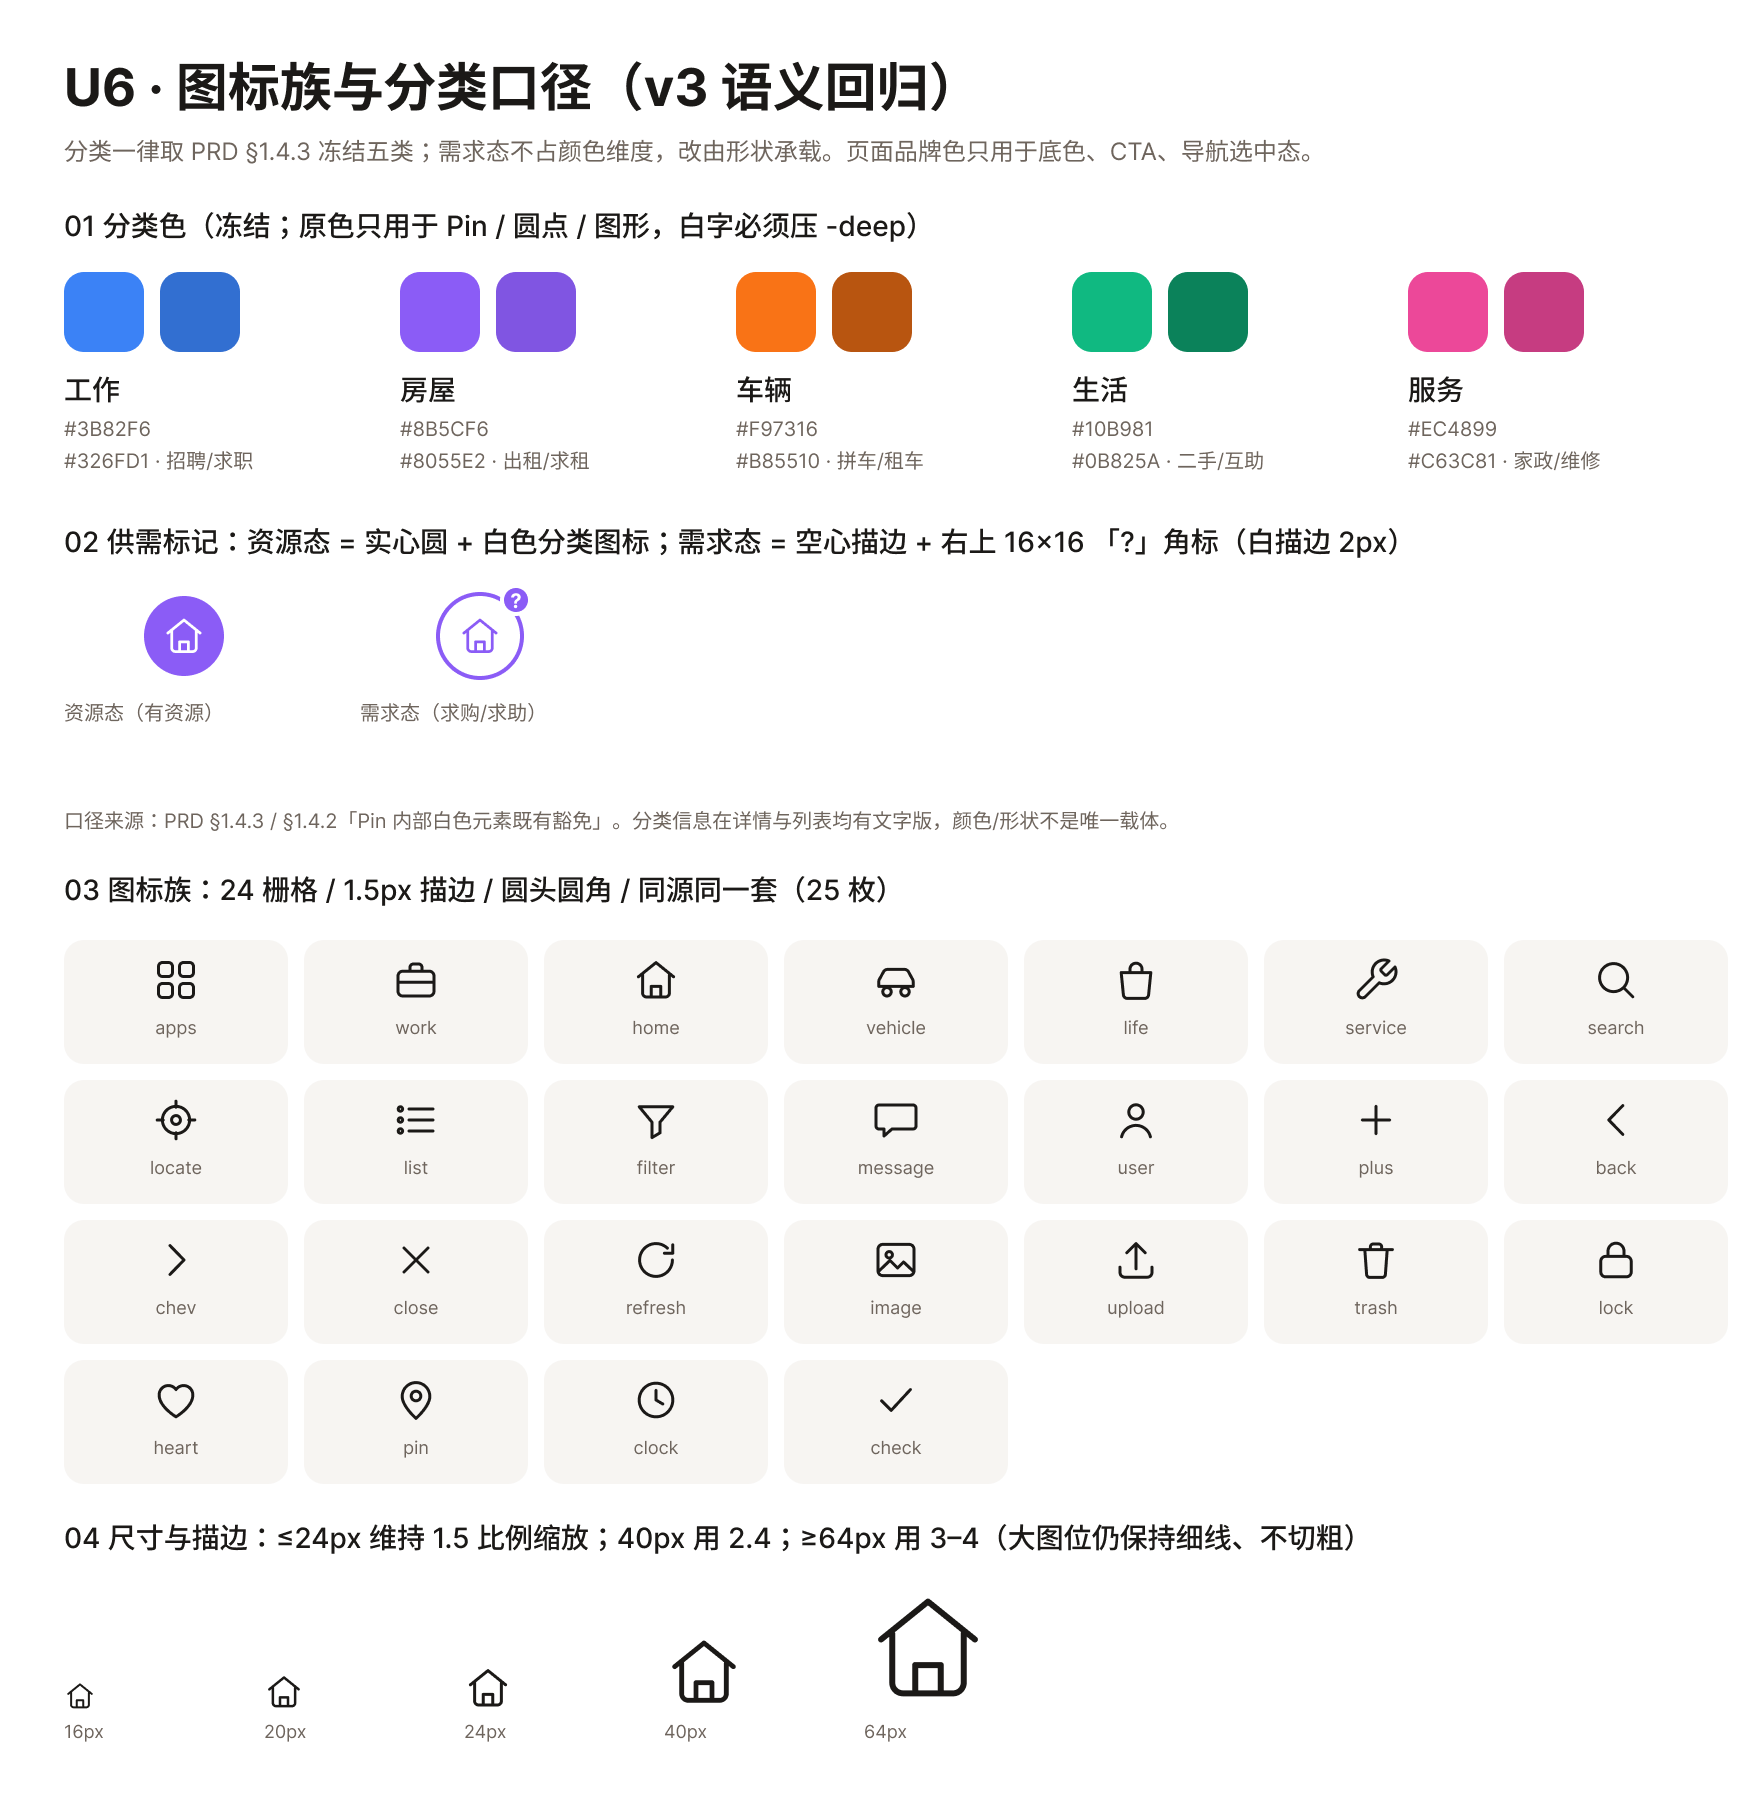 U6 · 图标族与分类口径（v3 语义回归）
分类一律取 PRD §1.4.3 冻结五类；需求态不占颜色维度，改由形状承载。页面品牌色只用于底色、CTA、导航选中态。
01 分类色（冻结；原色只用于 Pin / 圆点 / 图形，白字必须压 -deep）
工作
#3B82F6
#326FD1 · 招聘/求职
房屋
#8B5CF6
#8055E2 · 出租/求租
车辆
#F97316
#B85510 · 拼车/租车
生活
#10B981
#0B825A · 二手/互助
服务
#EC4899
#C63C81 · 家政/维修
02 供需标记：资源态 = 实心圆 + 白色分类图标；需求态 = 空心描边 + 右上 16×16 「?」角标（白描边 2px）
?
资源态（有资源）
需求态（求购/求助）
口径来源：PRD §1.4.3 / §1.4.2「Pin 内部白色元素既有豁免」。分类信息在详情与列表均有文字版，颜色/形状不是唯一载体。
03 图标族：24 栅格 / 1.5px 描边 / 圆头圆角 / 同源同一套（25 枚）
apps
work
home
vehicle
life
service
search
locate
list
filter
message
user
plus
back
chev
close
refresh
image
upload
trash
lock
heart
pin
clock
check
04 尺寸与描边：≤24px 维持 1.5 比例缩放；40px 用 2.4；≥64px 用 3–4（大图位仍保持细线、不切粗）
16px
20px
24px
40px
64px